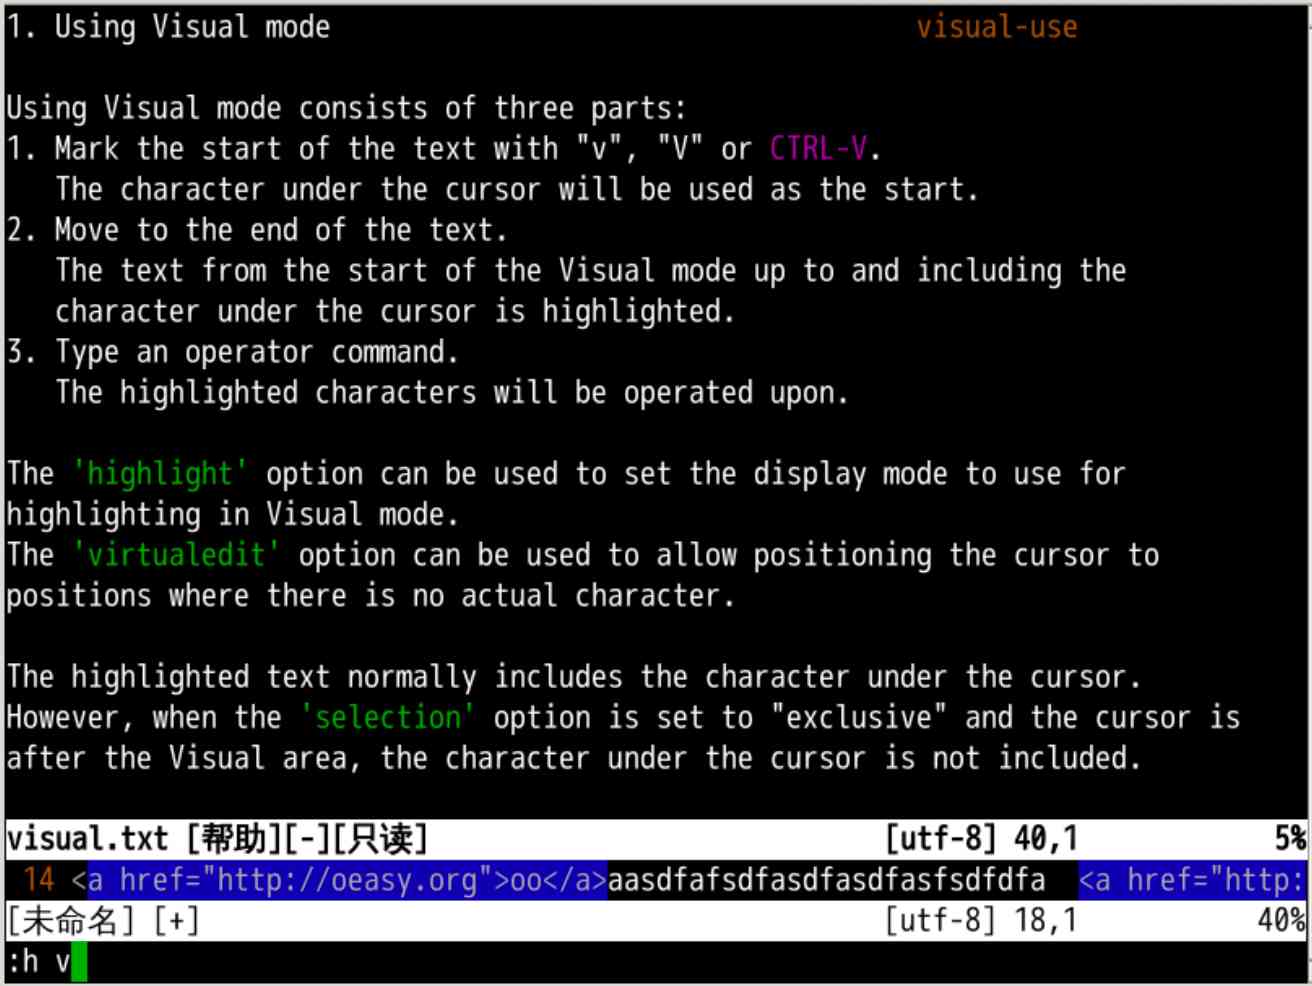 1. Using Visual mode visual-use
Using Visual mode consists of three parts:
1. Mark the start of the text with "v", "V" or CTRL-V.
The character under the cursor will be used as the start.
2. Move to the end of the text.
The text from the start of the Visual mode up to and including the
character under the cursor is highlighted.
3. Type an operator command.
The highlighted characters will be operated upon.
The 'highlight' option can be used to set the display mode to use for
highlighting in Visual mode.
The 'virtualedit' option can be used to allow positioning the cursor to
positions where there is no actual character.
The highlighted text normally includes the character under the cursor.
However, when the 'selection' option is set to "exclusive" and the cursor is
after the Visual area, the character under the cursor is not included.
visual.txt [帮助][-][只读] [utf-8] 40,1 5%
14 <a href="http://oeasy.org">oo</a>aasdfafsdfasdfasdfasfsdfdfa <a href="http:
[未命名] [+] [utf-8] 18,1 40%
:h v